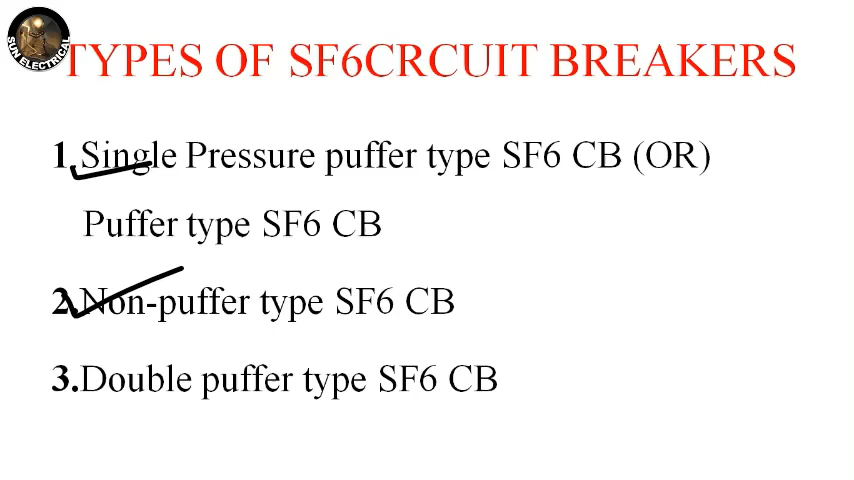 SUN ELECTRICAL
TYPES OF SF6CRCUIT BREAKERS
1.Single Pressure puffer type SF6 CB (OR)
Puffer type SF6 CB
2.Non-puffer type SF6 CB
3.Double puffer type SF6 CB